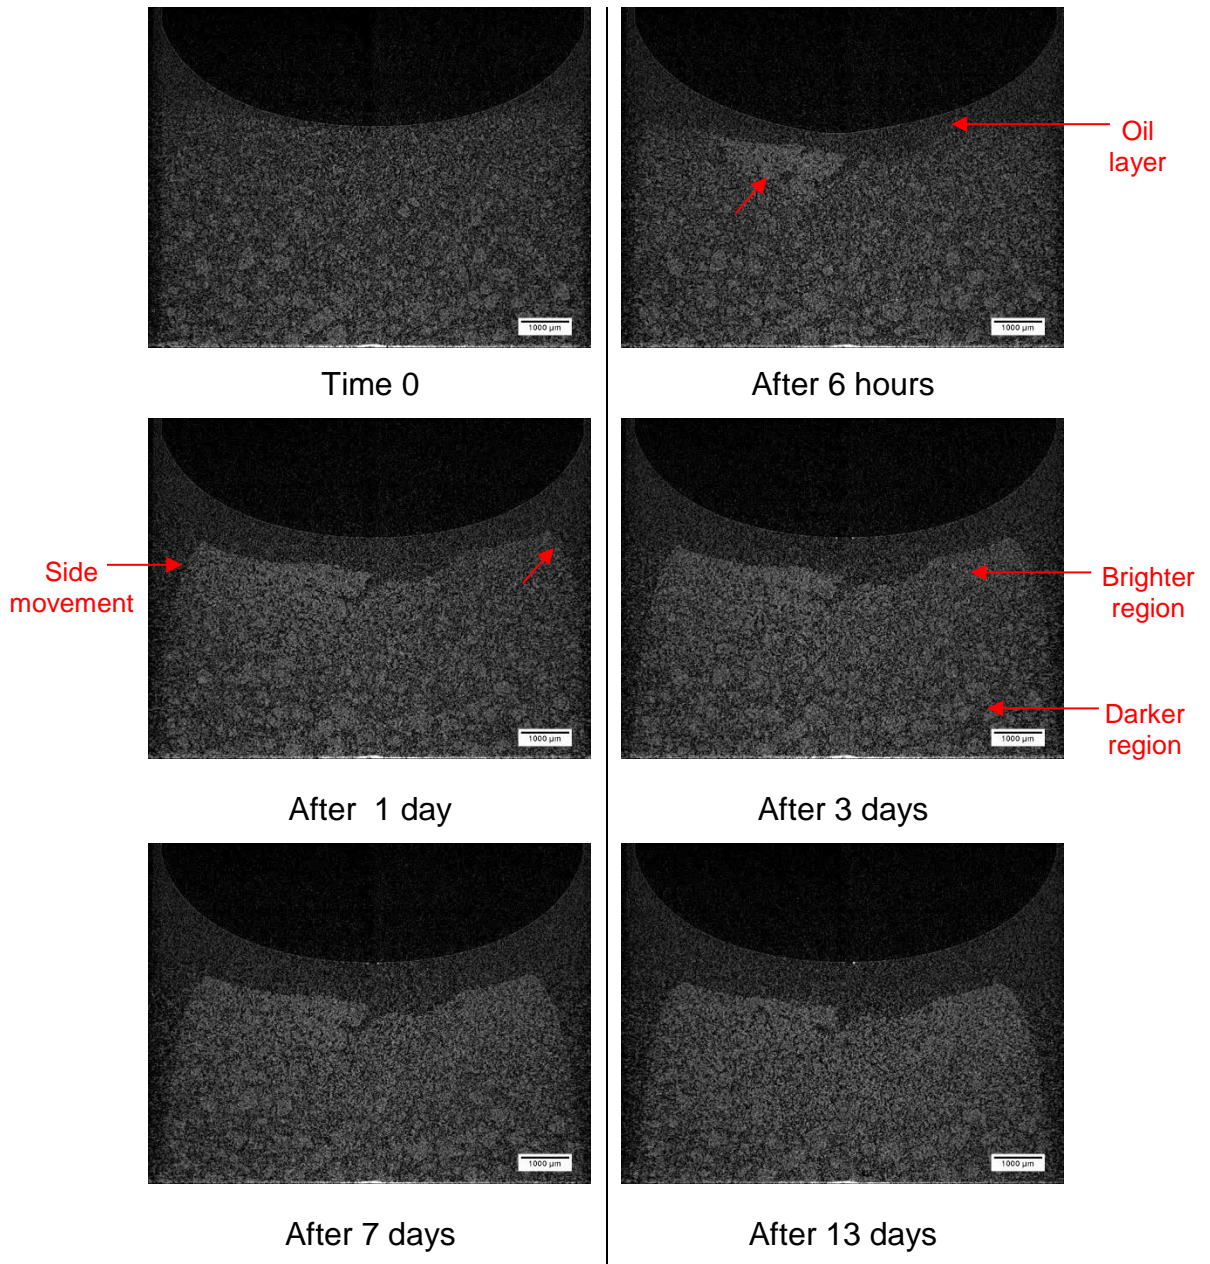 Oil
layer
1000 µm
1000 µm
Time 0
After 6 hours
Side
movement
Brighter
region
Darker
region
1000 µm
1000 µm
After  1 day
After 3 days
1000 µm
1000 µm
After 7 days
After 13 days